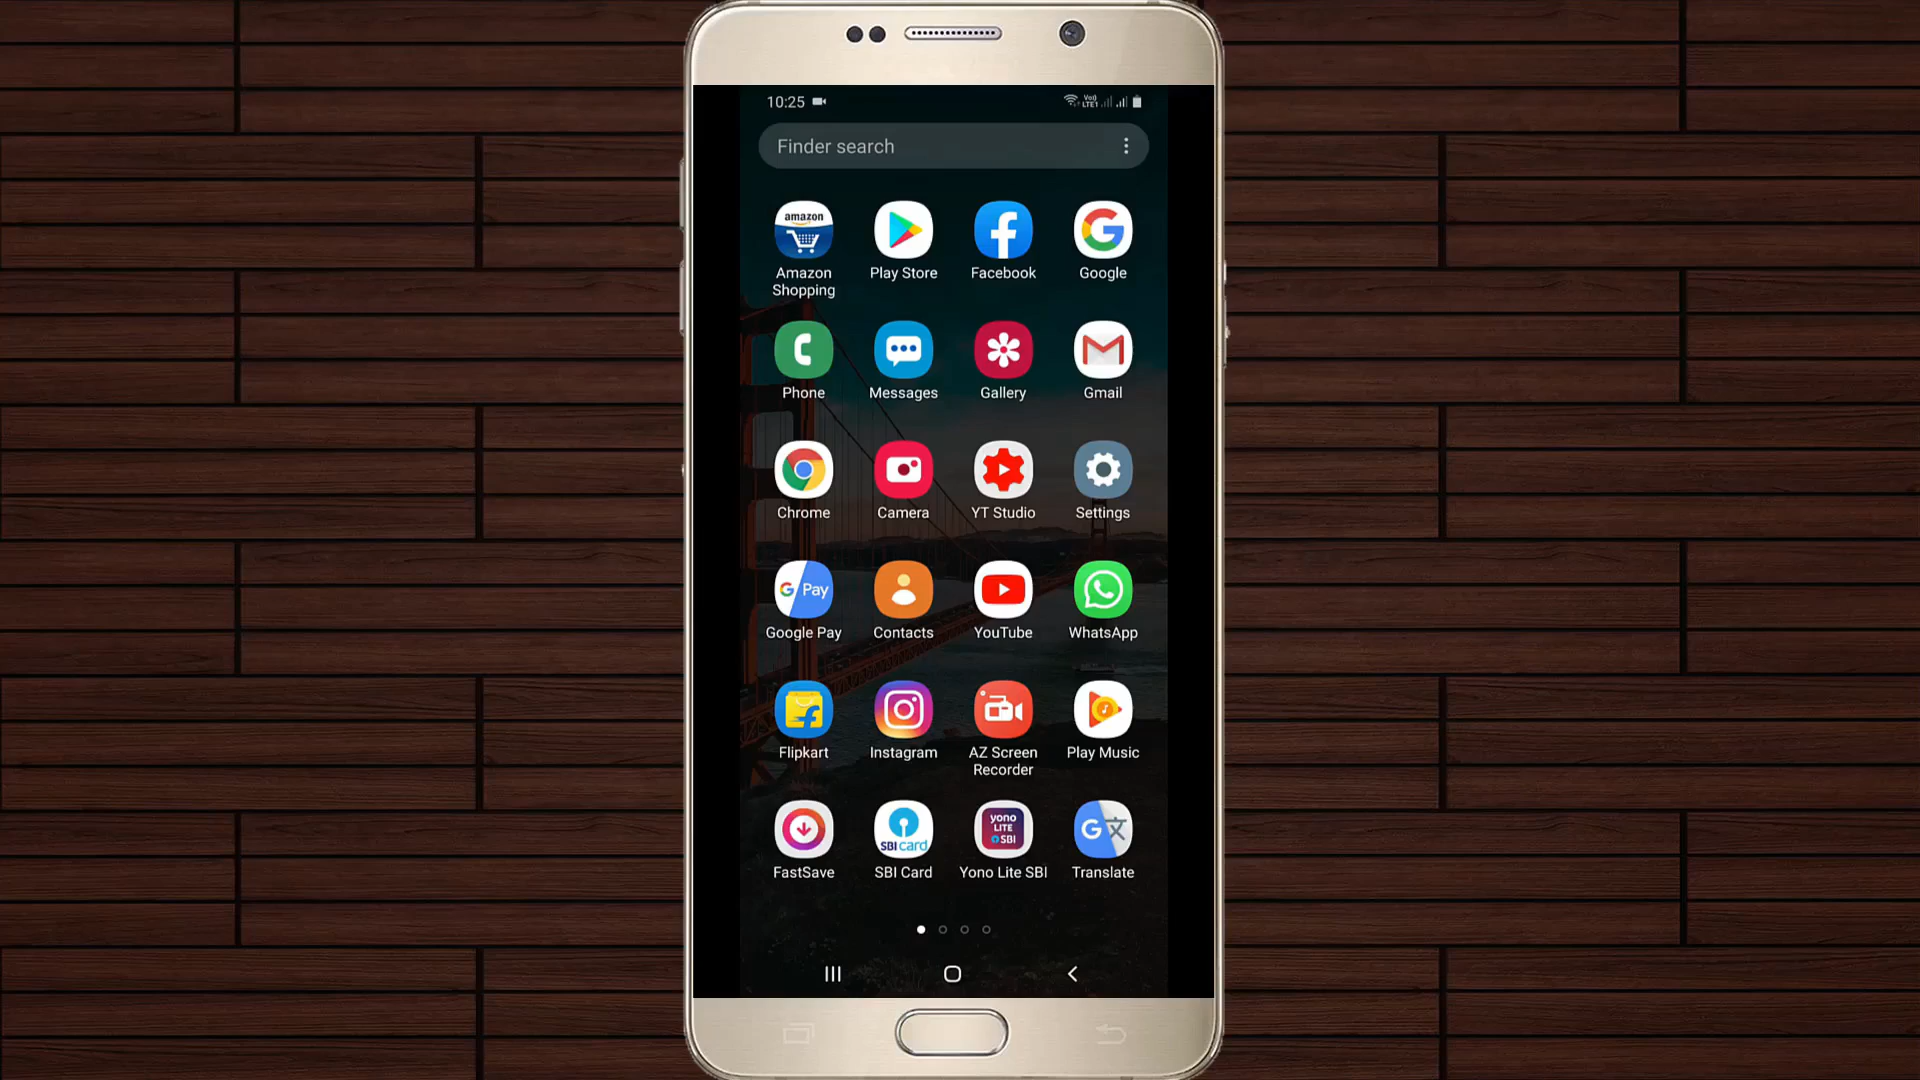 10:25
Vo)) LTE1
Finder search
amazon
Amazon Shopping
Play Store
Facebook
Google
Phone
Messages
Gallery
Gmail
Chrome
Camera
YT Studio
Settings
G Pay
Google Pay
Contacts
YouTube
WhatsApp
Flipkart
Instagram
AZ Screen Recorder
Play Music
SBI card
yono
LITE
SBI
FastSave
SBI Card
Yono Lite SBI
Translate